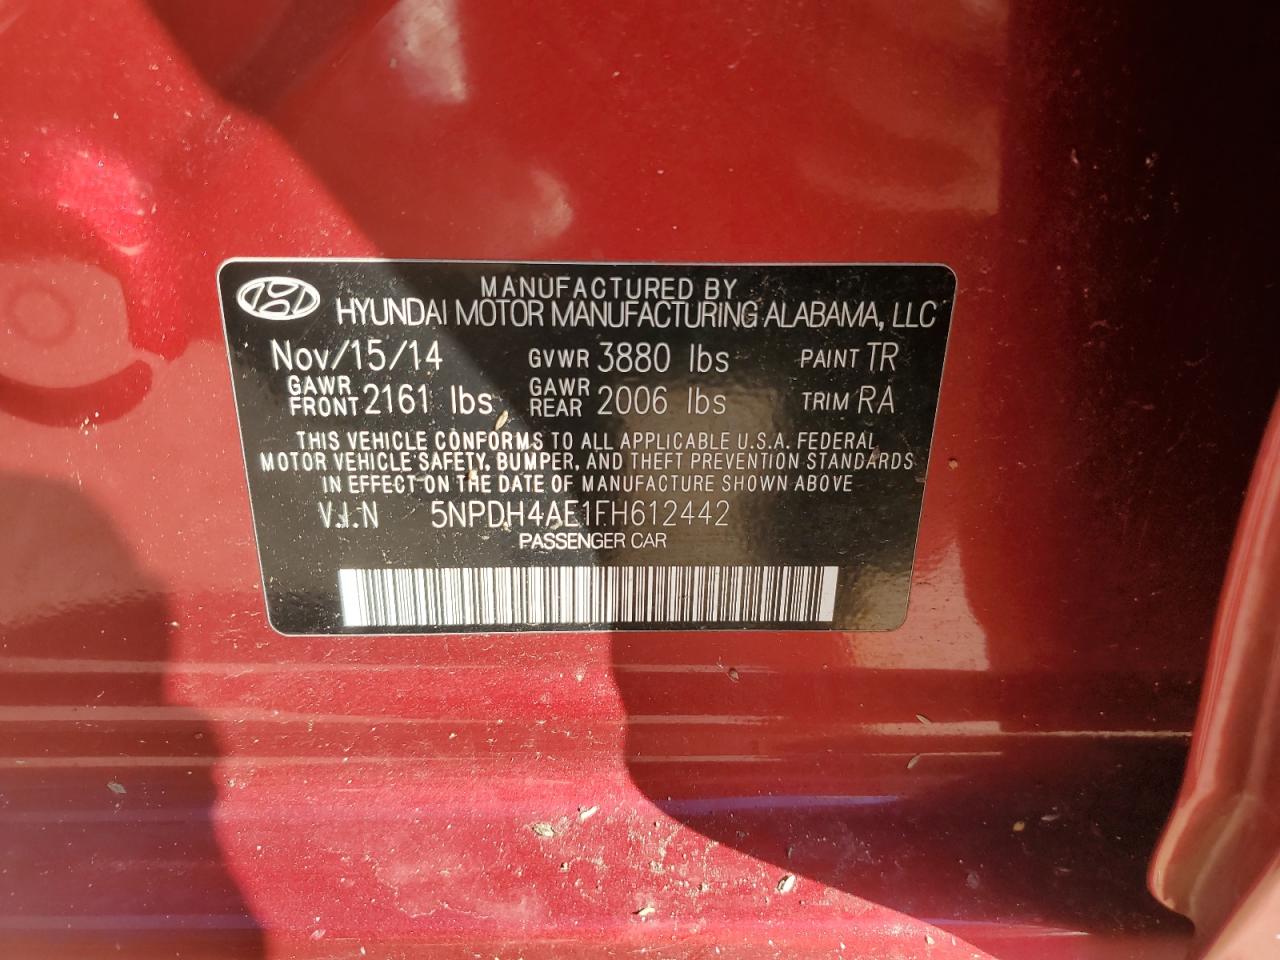 MANUFACTURED BY
HYUNDAI MOTOR MANUFACTURING ALABAMA, LLC
Nov/15/14 GVWR 3880 lbs PAINT TR
GAWR FRONT 2161 lbs GAWR REAR 2006 lbs TRIM RA
THIS VEHICLE CONFORMS TO ALL APPLICABLE U.S.A. FEDERAL
MOTOR VEHICLE SAFETY, BUMPER, AND THEFT PREVENTION STANDARDS
IN EFFECT ON THE DATE OF MANUFACTURE SHOWN ABOVE
V.I.N 5NPDH4AE1FH612442
PASSENGER CAR